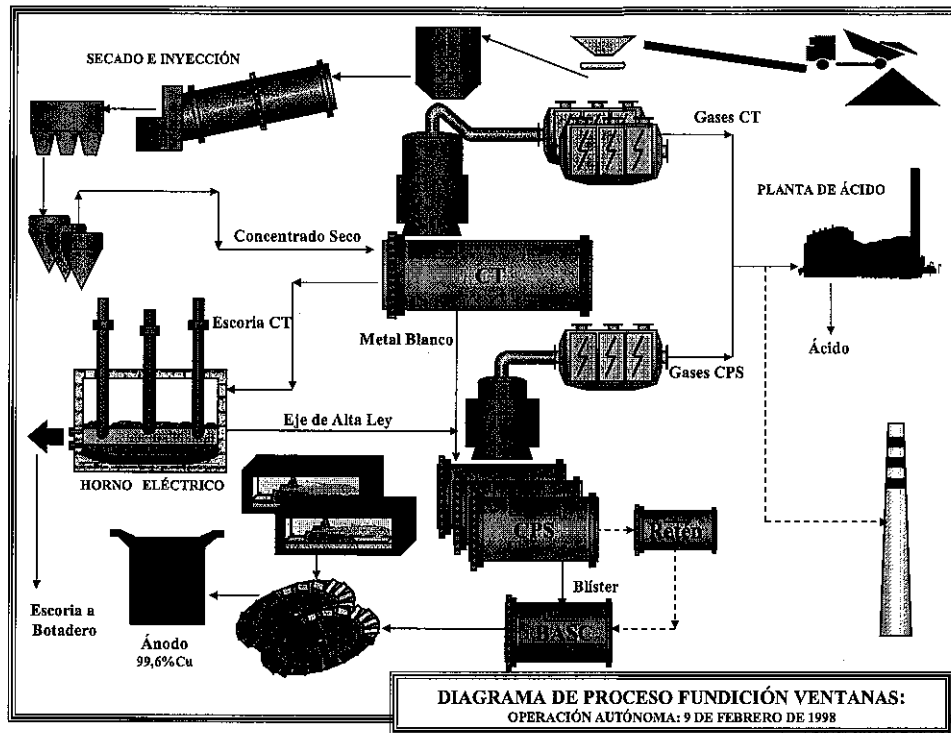 SECADO E INYECCIÓN
Gases CT
PLANTA DE ÁCIDO
Concentrado Seco
CT
Escoria CT
Metal Blanco
Ácido
Gases CPS
Eje de Alta Ley
HORNO ELÉCTRICO
CPS
Reten
Blíster
Escoria a
Botadero
BASC
Ánodo
99,6%Cu
DIAGRAMA DE PROCESO FUNDICIÓN VENTANAS:
OPERACIÓN AUTÓNOMA: 9 DE FEBRERO DE 1998